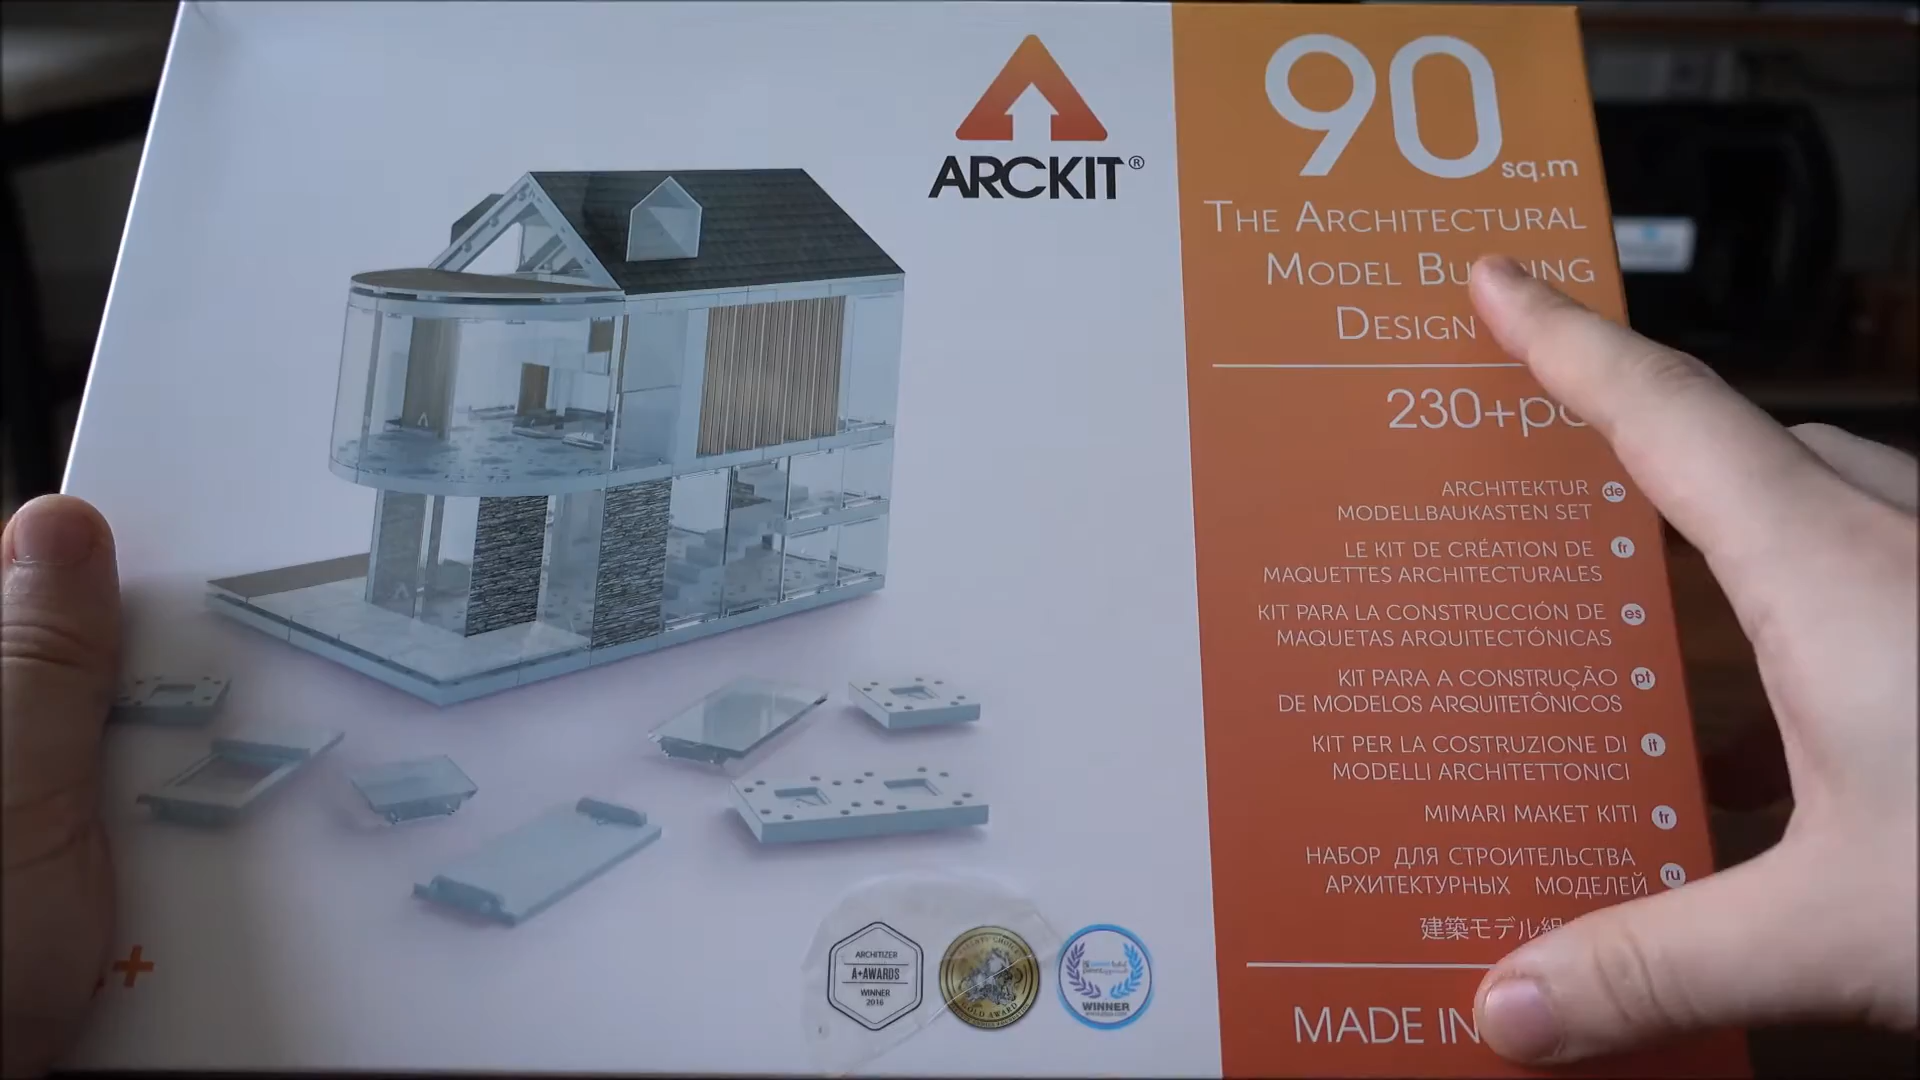 ARCKIT®
90 sq.m
THE ARCHITECTURAL
MODEL
DESIGN
230+
ARCHITEKTUR de
MODELLBAUKASTEN SET
LE KIT DE CRÉATION DE fr
MAQUETTES ARCHITECTURALES
KIT PARA LA CONSTRUCCIÓN DE es
MAQUETAS ARQUITECTÓNICAS
KIT PARA A CONSTRUÇÃO pt
DE MODELOS ARQUITETÔNICOS
KIT PER LA COSTRUZIONE DI it
MODELLI ARCHITETTONICI
MIMARI MAKET KITI tr
НАБОР ДЛЯ СТРОИТЕЛЬСТВА ru
АРХИТЕКТУРНЫХ МОДЕЛЕЙ
建築モデル組
MADE IN
ARCHITIZER
A+AWARDS
WINNER
2016
GOLD AWARD
WINNER
+